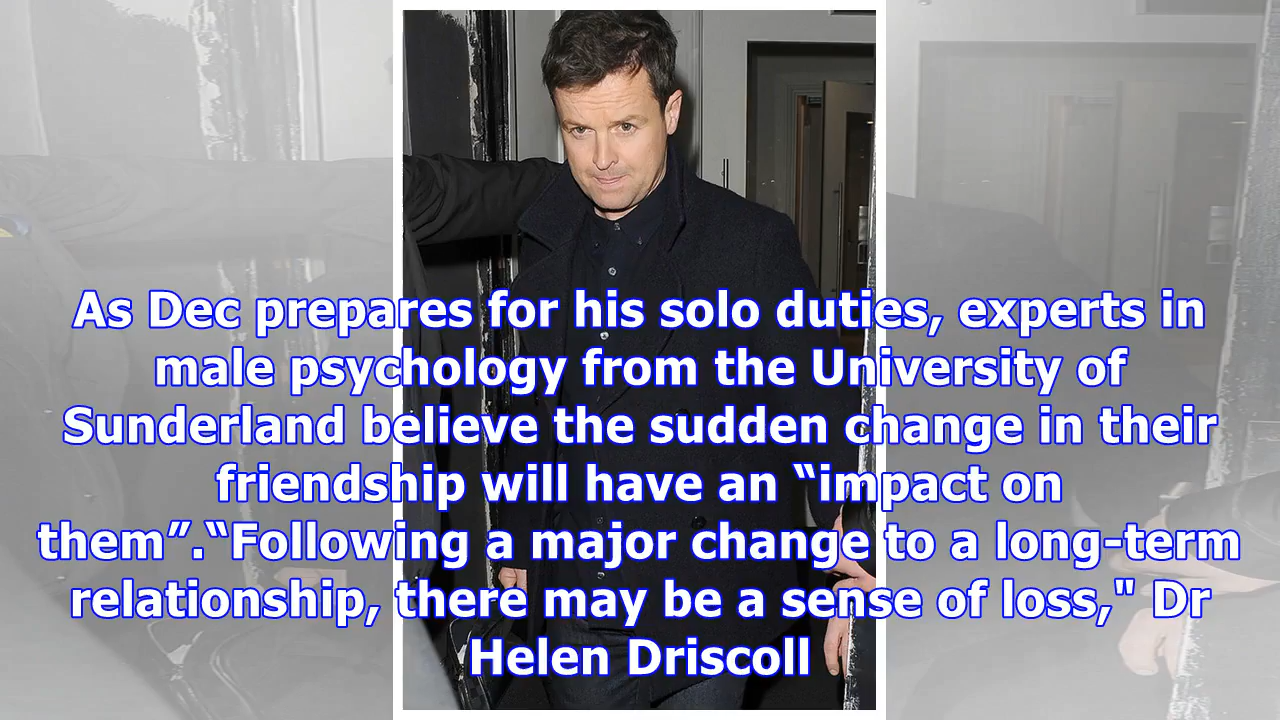 As Dec prepares for his solo duties, experts in
male psychology from the University of
Sunderland believe the sudden change in their
friendship will have an “impact on
them”.“Following a major change to a long-term
relationship, there may be a sense of loss," Dr
Helen Driscoll